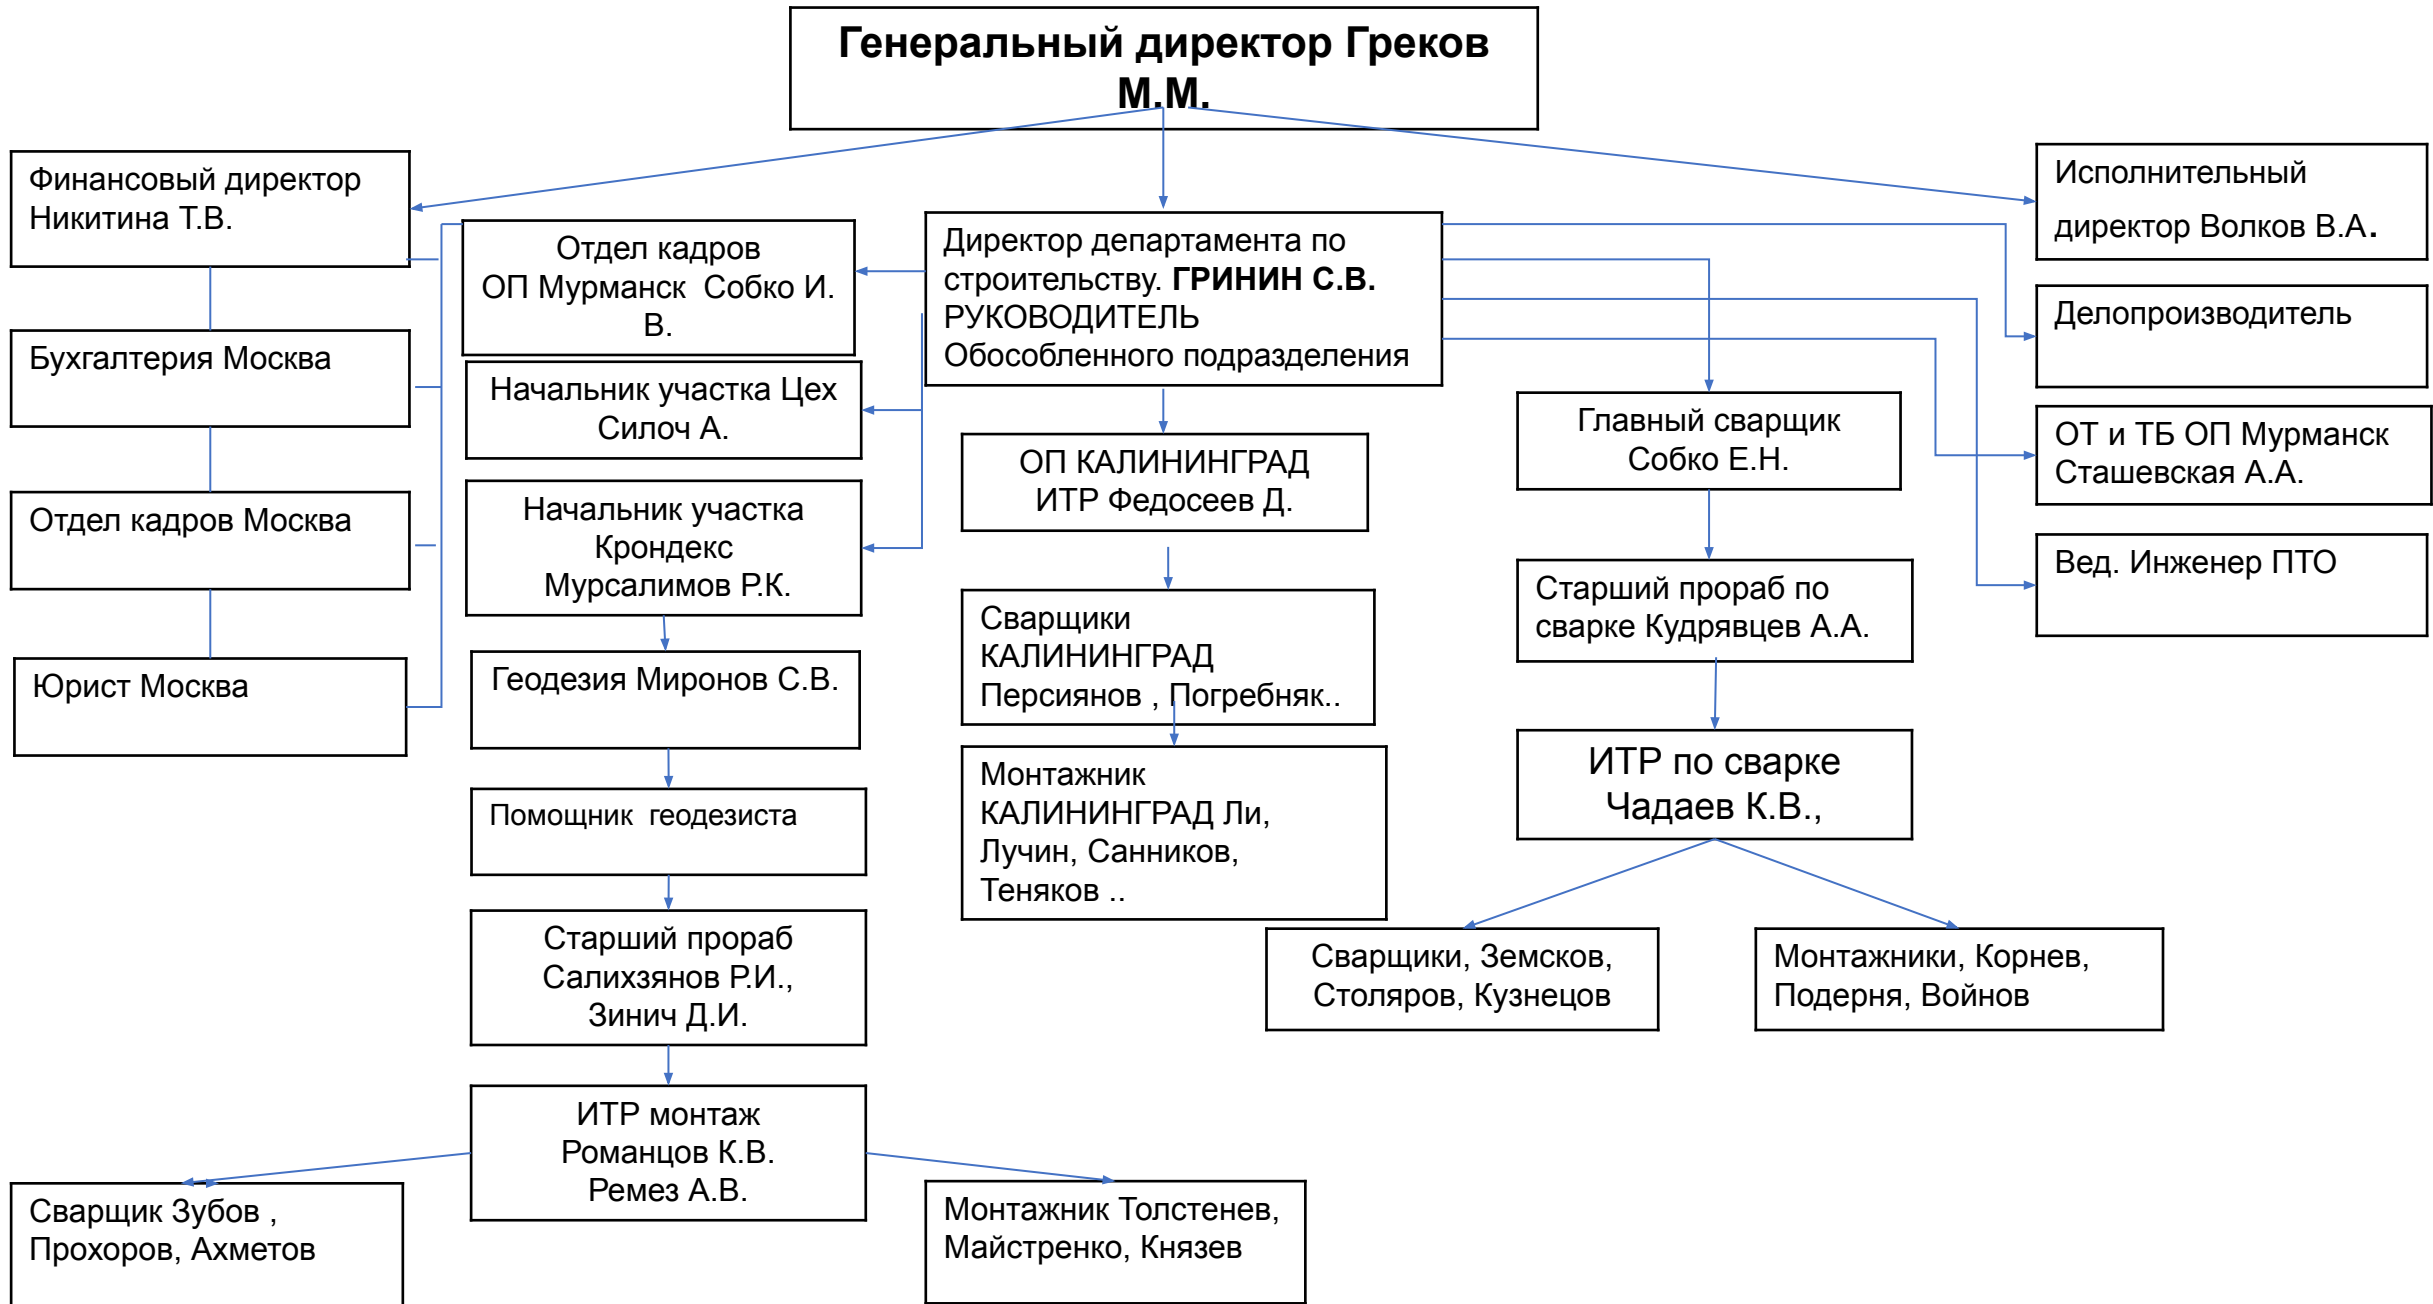 Генеральный директор Греков
М.М.
Финансовый директор
Никитина Т.В.
Исполнительный
директор Волков В.А.
Отдел кадров
ОП Мурманск  Собко И.
В.
Директор департамента по
строительству. ГРИНИН С.В.
РУКОВОДИТЕЛЬ
Обособленного подразделения
Делопроизводитель
Бухгалтерия Москва
Начальник участка Цех
Силоч А.
Главный сварщик
Собко Е.Н.
ОТ и ТБ ОП Мурманск
Сташевская А.А.
ОП КАЛИНИНГРАД
ИТР Федосеев Д.
Отдел кадров Москва
Начальник участка
Крондекс
Мурсалимов Р.К.
Вед. Инженер ПТО
Старший прораб по
сварке Кудрявцев А.А.
Сварщики
КАЛИНИНГРАД
Персиянов , Погребняк..
Юрист Москва
Геодезия Миронов С.В.
ИТР по сварке
Чадаев К.В.,
Монтажник
КАЛИНИНГРАД Ли,
Лучин, Санников,
Теняков ..
Помощник  геодезиста
Старший прораб
Салихзянов Р.И.,
Зинич Д.И.
Сварщики, Земсков,
Столяров, Кузнецов
Монтажники, Корнев,
Подерня, Войнов
ИТР монтаж
Романцов К.В.
Ремез А.В.
Сварщик Зубов ,
Прохоров, Ахметов
Монтажник Толстенев,
Майстренко, Князев